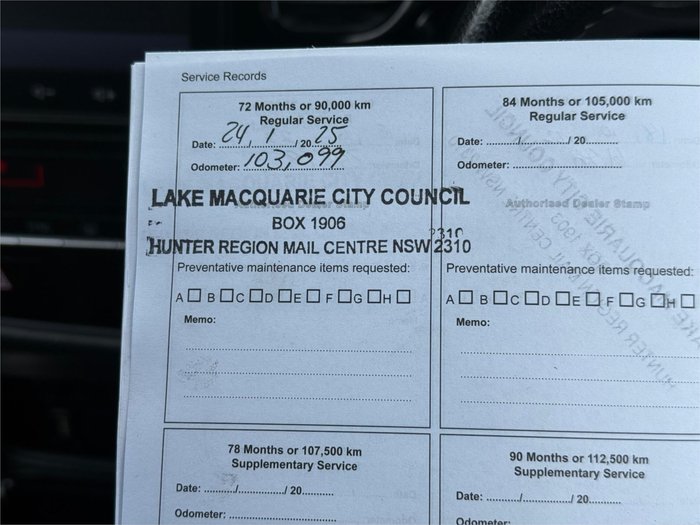 Service Records
72 Months or 90,000 km
Regular Service
Date: 24 / 1 / 20 25
Odometer: 103,099
LAKE MACQUARIE CITY COUNCIL
BOX 1906
2310
HUNTER REGION MAIL CENTRE NSW 2310
Preventative maintenance items requested:
A □ B □ C □ D □ E □ F □ G □ H □
Memo:
84 Months or 105,000 km
Regular Service
Date: ........../........../ 20..........
Odometer: ..............................
Authorised Dealer Stamp
Preventative maintenance items requested:
A □ B □ C □ D □ E □ F □ G □ H □
Memo:
78 Months or 107,500 km
Supplementary Service
Date: ........../........../ 20..........
Odometer: ..............................
90 Months or 112,500 km
Supplementary Service
Date: ........../........../ 20..........
Odometer: